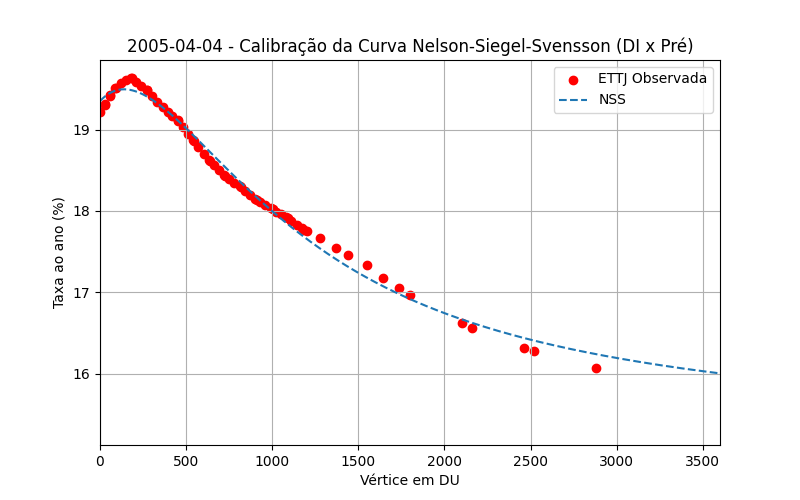 2005-04-04 - Calibração da Curva Nelson-Siegel-Svensson (DI x Pré)
ETTJ Observada
NSS
Taxa ao ano (%)
19
18
17
16
0 500 1000 1500 2000 2500 3000 3500
Vértice em DU